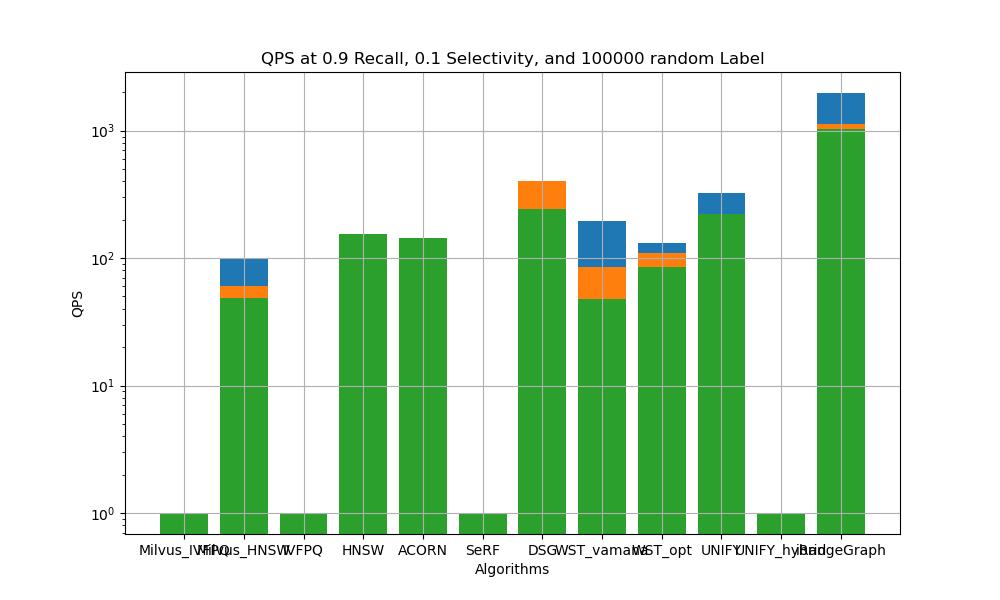 QPS at 0.9 Recall, 0.1 Selectivity, and 100000 random Label
QPS
10³
10²
10¹
10⁰
Milvus_IVFPQ Milvus_HNSW IVFPQ HNSW ACORN SeRF DSG WST_vamana WST_opt UNIFY UNIFY_hybrid iRangeGraph
Algorithms